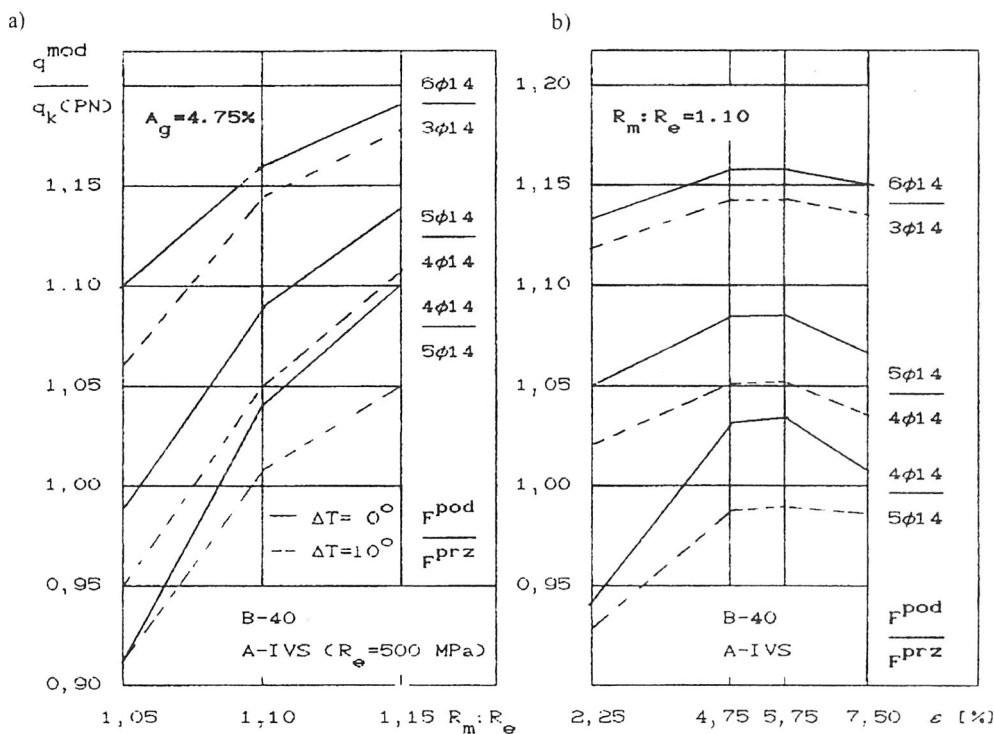 a)
q^mod
q_k (PN)
A_g=4.75%
6φ14
3φ14
5φ14
4φ14
4φ14
5φ14
1,15
1.10
1,05
1,00
0,95
0,90
ΔT= 0°
ΔT=10°
F^pod
F^prz
B-40
A-IVS (R_e=500 MPa)
1,05 1,10 1,15 R_m:R_e
b)
1,20
1,15
1,10
1,05
1,00
0,95
R_m:R_e=1.10
6φ14
3φ14
5φ14
4φ14
4φ14
5φ14
B-40
A-IVS
F^pod
F^prz
2,25 4,75 5,75 7,50 ε [%]